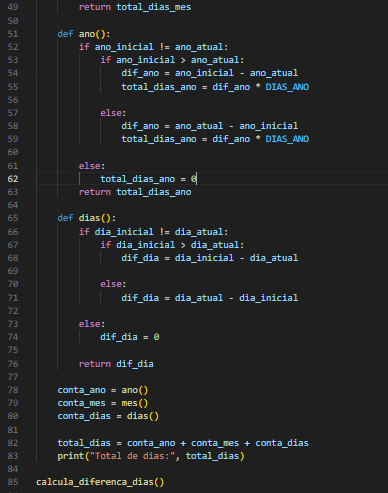 49 return total_dias_mes
50
51 def ano():
52 if ano_inicial != ano_atual:
53 if ano_inicial > ano_atual:
54 dif_ano = ano_inicial - ano_atual
55 total_dias_ano = dif_ano * DIAS_ANO
56
57 else:
58 dif_ano = ano_atual - ano_inicial
59 total_dias_ano = dif_ano * DIAS_ANO
60
61 else:
62 total_dias_ano = 0
63 return total_dias_ano
64
65 def dias():
66 if dia_inicial != dia_atual:
67 if dia_inicial > dia_atual:
68 dif_dia = dia_inicial - dia_atual
69
70 else:
71 dif_dia = dia_atual - dia_inicial
72
73 else:
74 dif_dia = 0
75
76 return dif_dia
77
78 conta_ano = ano()
79 conta_mes = mes()
80 conta_dias = dias()
81
82 total_dias = conta_ano + conta_mes + conta_dias
83 print("Total de dias:", total_dias)
84
85 calcula_diferenca_dias()